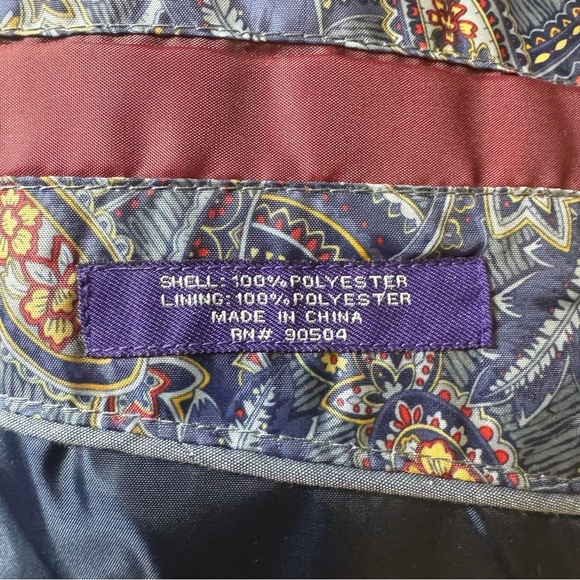 SHELL: 100% POLYESTER
LINING: 100% POLYESTER
MADE IN CHINA
RN# 90504